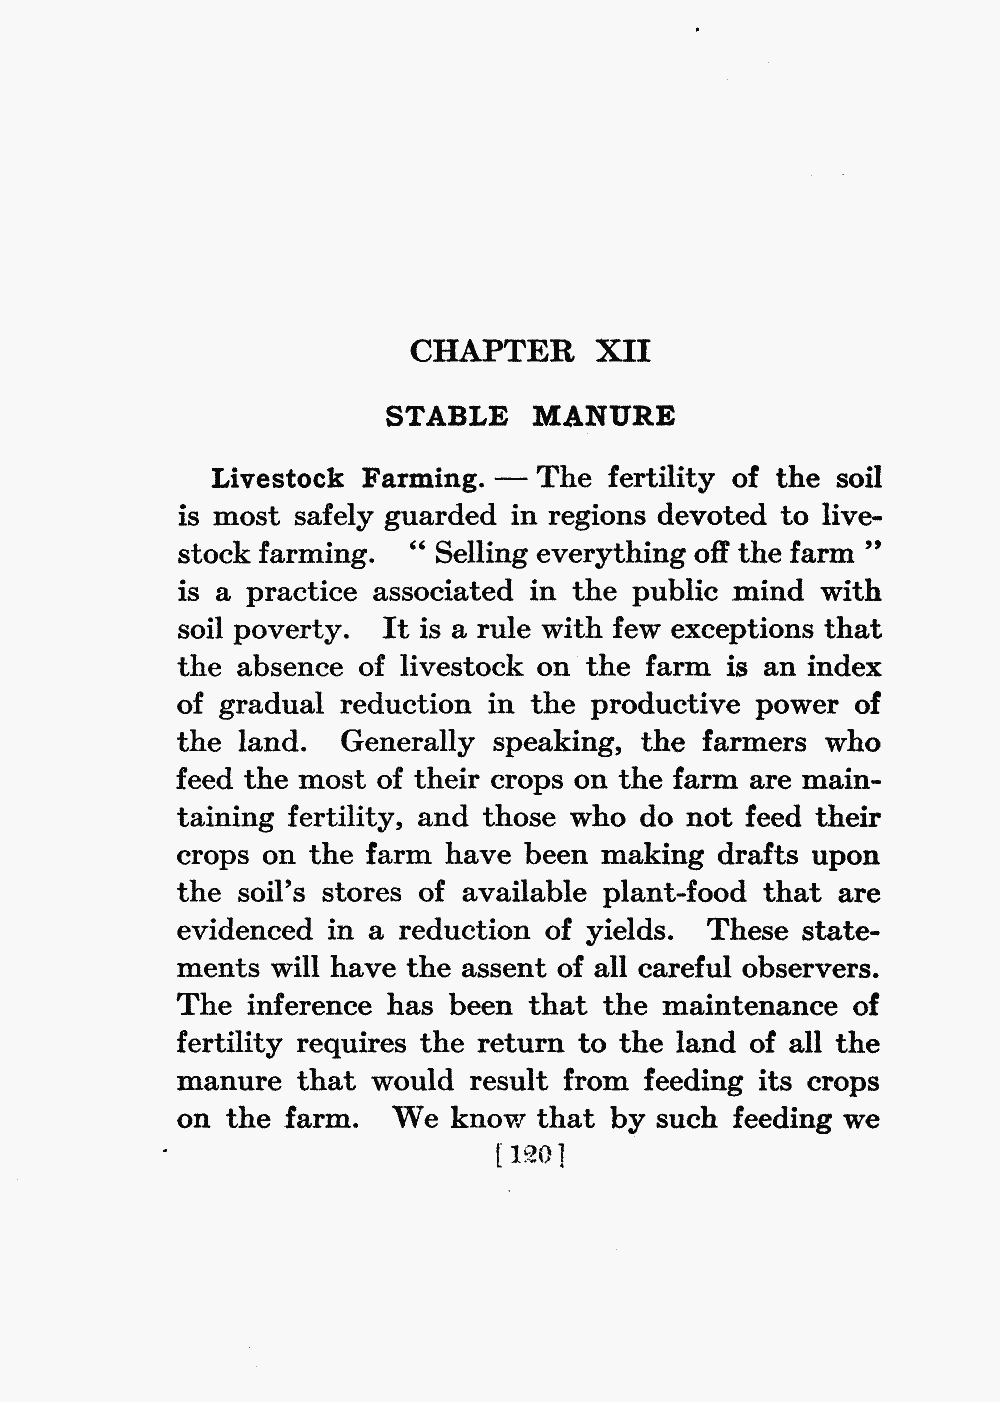 CHAPTER XII
STABLE MANURE
Livestock Farming. — The fertility of the soil
is most safely guarded in regions devoted to live-
stock farming. “ Selling everything off the farm ”
is a practice associated in the public mind with
soil poverty. It is a rule with few exceptions that
the absence of livestock on the farm is an index
of gradual reduction in the productive power of
the land. Generally speaking, the farmers who
feed the most of their crops on the farm are main-
taining fertility, and those who do not feed their
crops on the farm have been making drafts upon
the soil’s stores of available plant-food that are
evidenced in a reduction of yields. These state-
ments will have the assent of all careful observers.
The inference has been that the maintenance of
fertility requires the return to the land of all the
manure that would result from feeding its crops
on the farm. We know that by such feeding we
[ 120 ]